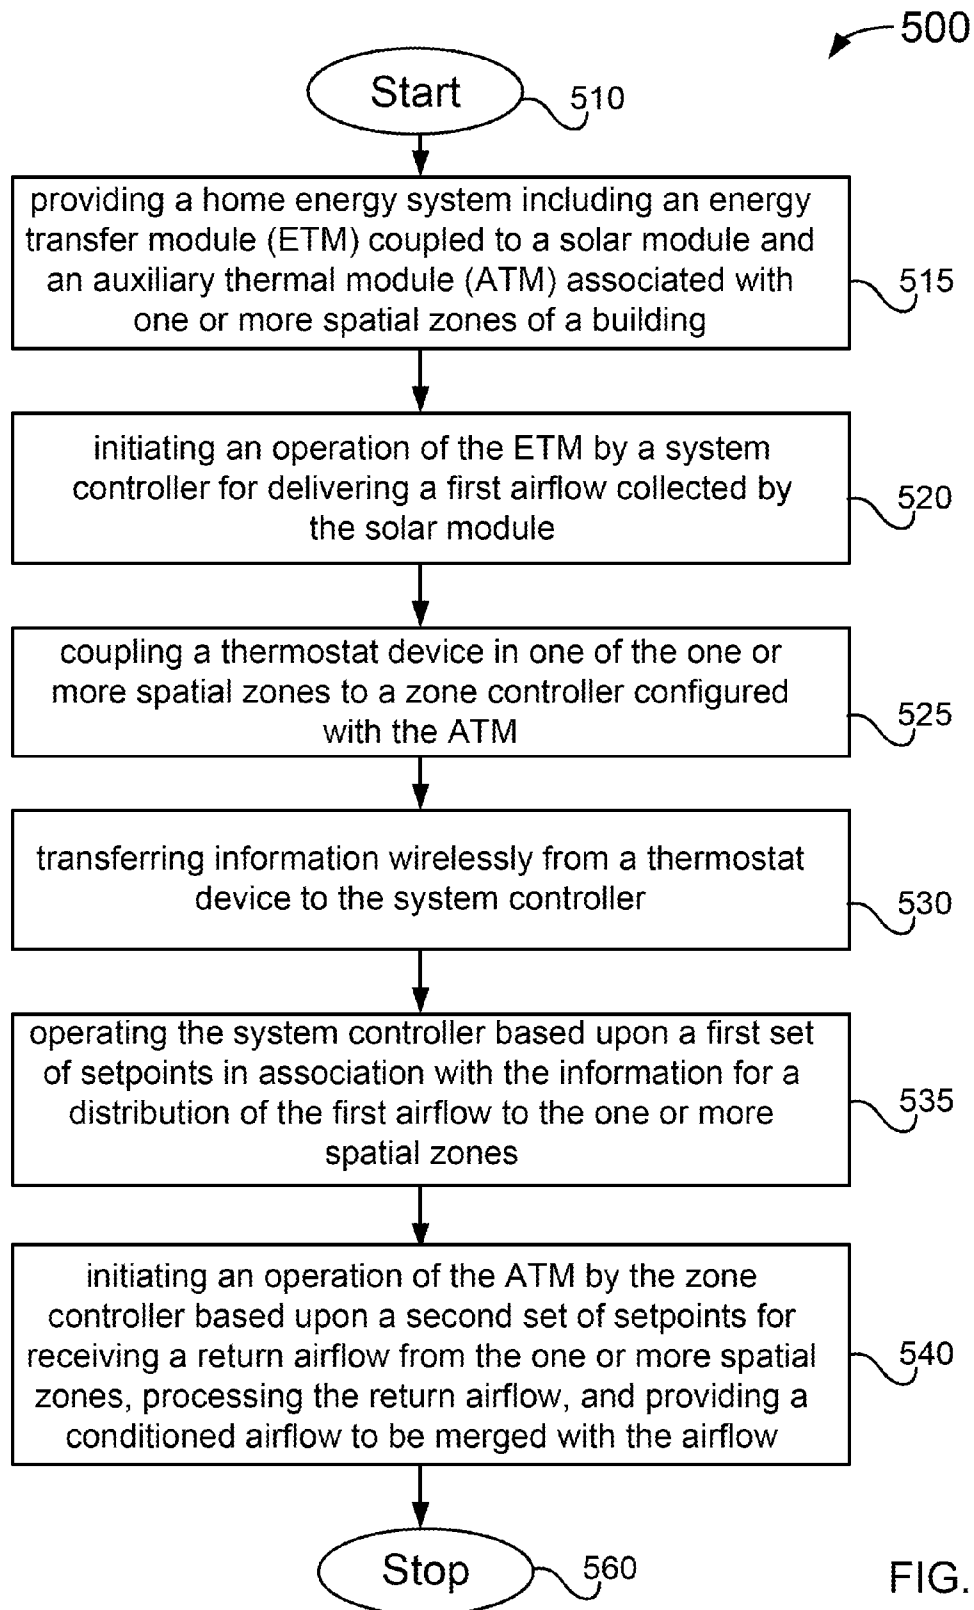 500
Start
510
providing a home energy system including an energy
transfer module (ETM) coupled to a solar module and
an auxiliary thermal module (ATM) associated with
one or more spatial zones of a building
515
initiating an operation of the ETM by a system
controller for delivering a first airflow collected by
the solar module
520
coupling a thermostat device in one of the one or
more spatial zones to a zone controller configured
with the ATM
525
transferring information wirelessly from a thermostat
device to the system controller
530
operating the system controller based upon a first set
of setpoints in association with the information for a
distribution of the first airflow to the one or more
spatial zones
535
initiating an operation of the ATM by the zone
controller based upon a second set of setpoints for
receiving a return airflow from the one or more spatial
zones, processing the return airflow, and providing a
conditioned airflow to be merged with the airflow
540
Stop
560
FIG.